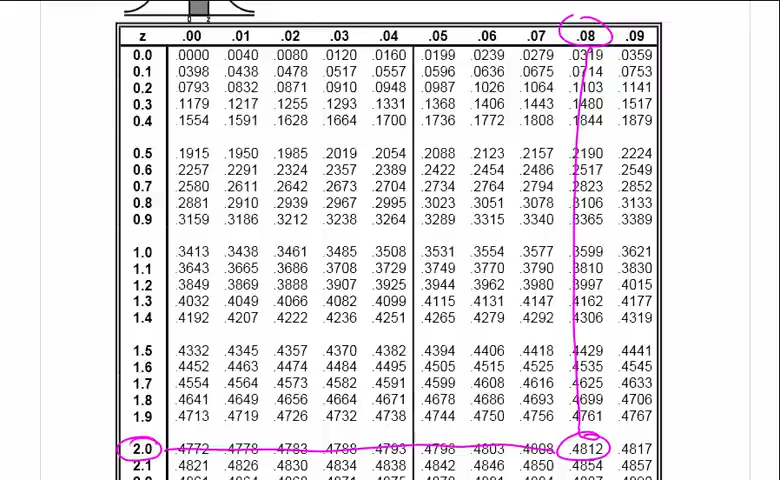 0 z
z .00 .01 .02 .03 .04 .05 .06 .07 .08 .09
0.0 .0000 .0040 .0080 .0120 .0160 .0199 .0239 .0279 .0319 .0359
0.1 .0398 .0438 .0478 .0517 .0557 .0596 .0636 .0675 .0714 .0753
0.2 .0793 .0832 .0871 .0910 .0948 .0987 .1026 .1064 .1103 .1141
0.3 .1179 .1217 .1255 .1293 .1331 .1368 .1406 .1443 .1480 .1517
0.4 .1554 .1591 .1628 .1664 .1700 .1736 .1772 .1808 .1844 .1879
0.5 .1915 .1950 .1985 .2019 .2054 .2088 .2123 .2157 .2190 .2224
0.6 .2257 .2291 .2324 .2357 .2389 .2422 .2454 .2486 .2517 .2549
0.7 .2580 .2611 .2642 .2673 .2704 .2734 .2764 .2794 .2823 .2852
0.8 .2881 .2910 .2939 .2967 .2995 .3023 .3051 .3078 .3106 .3133
0.9 .3159 .3186 .3212 .3238 .3264 .3289 .3315 .3340 .3365 .3389
1.0 .3413 .3438 .3461 .3485 .3508 .3531 .3554 .3577 .3599 .3621
1.1 .3643 .3665 .3686 .3708 .3729 .3749 .3770 .3790 .3810 .3830
1.2 .3849 .3869 .3888 .3907 .3925 .3944 .3962 .3980 .3997 .4015
1.3 .4032 .4049 .4066 .4082 .4099 .4115 .4131 .4147 .4162 .4177
1.4 .4192 .4207 .4222 .4236 .4251 .4265 .4279 .4292 .4306 .4319
1.5 .4332 .4345 .4357 .4370 .4382 .4394 .4406 .4418 .4429 .4441
1.6 .4452 .4463 .4474 .4484 .4495 .4505 .4515 .4525 .4535 .4545
1.7 .4554 .4564 .4573 .4582 .4591 .4599 .4608 .4616 .4625 .4633
1.8 .4641 .4649 .4656 .4664 .4671 .4678 .4686 .4693 .4699 .4706
1.9 .4713 .4719 .4726 .4732 .4738 .4744 .4750 .4756 .4761 .4767
2.0 .4772 .4778 .4783 .4788 .4793 .4798 .4803 .4808 .4812 .4817
2.1 .4821 .4826 .4830 .4834 .4838 .4842 .4846 .4850 .4854 .4857